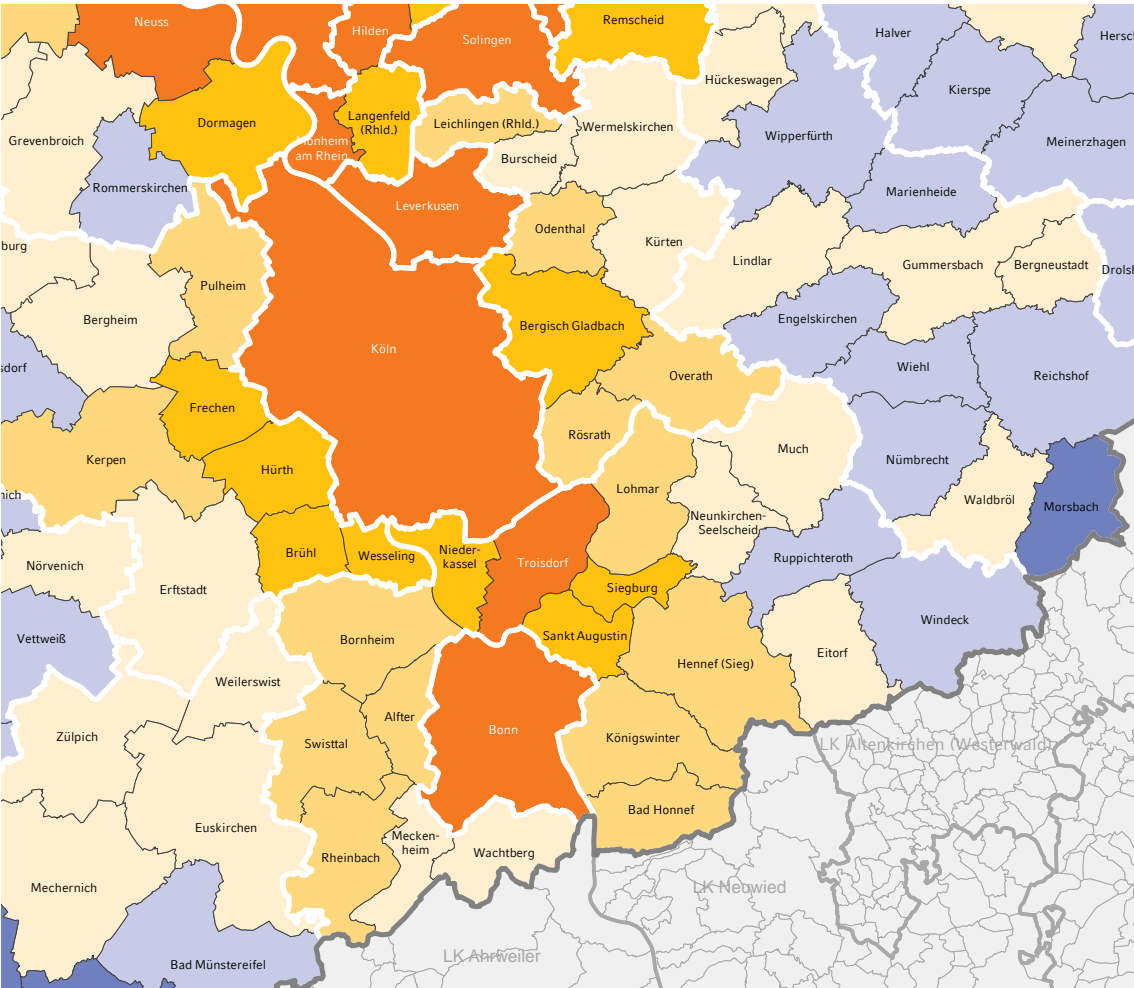 Neuss
Hilden
Solingen
Remscheid
Halver
Hersc
Hückeswagen
Kierspe
Grevenbroich
Dormagen
Langenfeld
(Rhld.)
Leichlingen (Rhld.)
Wermelskirchen
Wipperfürth
Meinerzhagen
Monheim
am Rhein
Burscheid
Rommerskirchen
Marienheide
Leverkusen
Odenthal
Kürten
burg
Lindlar
Gummersbach
Bergneustadt
Drolsh
Pulheim
Bergheim
Bergisch Gladbach
Engelskirchen
Köln
sdorf
Wiehl
Reichshof
Overath
Frechen
Rösrath
Much
Kerpen
Hürth
Nümbrecht
Lohmar
nich
Waldbröl
Morsbach
Neunkirchen-
Seelscheid
Brühl
Wesseling
Nieder-
kassel
Troisdorf
Ruppichteroth
Nörvenich
Erftstadt
Siegburg
Vettweiß
Bornheim
Sankt Augustin
Windeck
Hennef (Sieg)
Eitorf
Weilerswist
Alfter
Zülpich
Swisttal
Bonn
Königswinter
LK Altenkirchen (Westerwald)
Bad Honnef
Euskirchen
Mecken-
heim
Rheinbach
Wachtberg
Mechernich
LK Neuwied
LK Ahrweiler
Bad Münstereifel